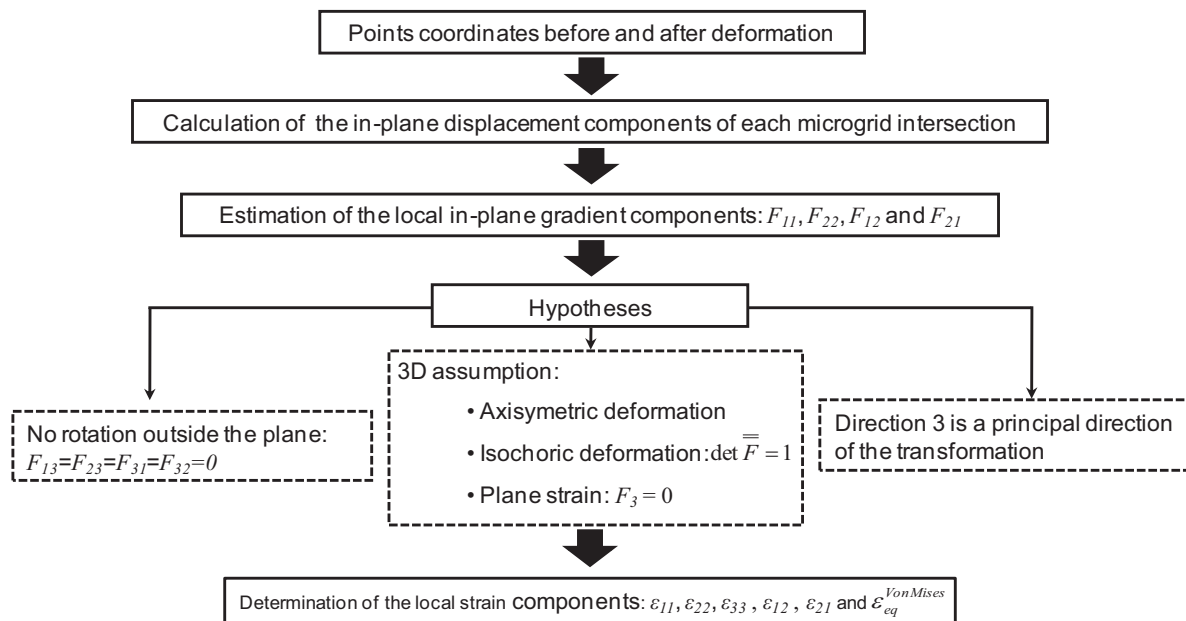 Points coordinates before and after deformation
Calculation of the in-plane displacement components of each microgrid intersection
Estimation of the local in-plane gradient components: F₁₁, F₂₂, F₁₂ and F₂₁
Hypotheses
No rotation outside the plane:
F₁₃=F₂₃=F₃₁=F₃₂=0
3D assumption:
• Axisymetric deformation
• Isochoric deformation: det F̿ = 1
• Plane strain: F₃ = 0
Direction 3 is a principal direction
of the transformation
Determination of the local strain components: ε₁₁, ε₂₂, ε₃₃ , ε₁₂ , ε₂₁ and ε_eq^VonMises